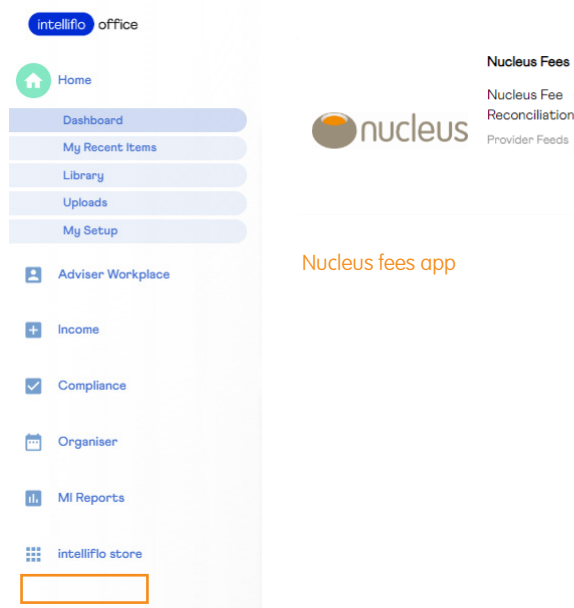 intelliflo office
Home
Dashboard
My Recent Items
Library
Uploads
My Setup
Adviser Workplace
Income
Compliance
Organiser
MI Reports
intelliflo store
nucleus
Nucleus Fees
Nucleus Fee
Reconciliation
Provider Feeds
Nucleus fees app